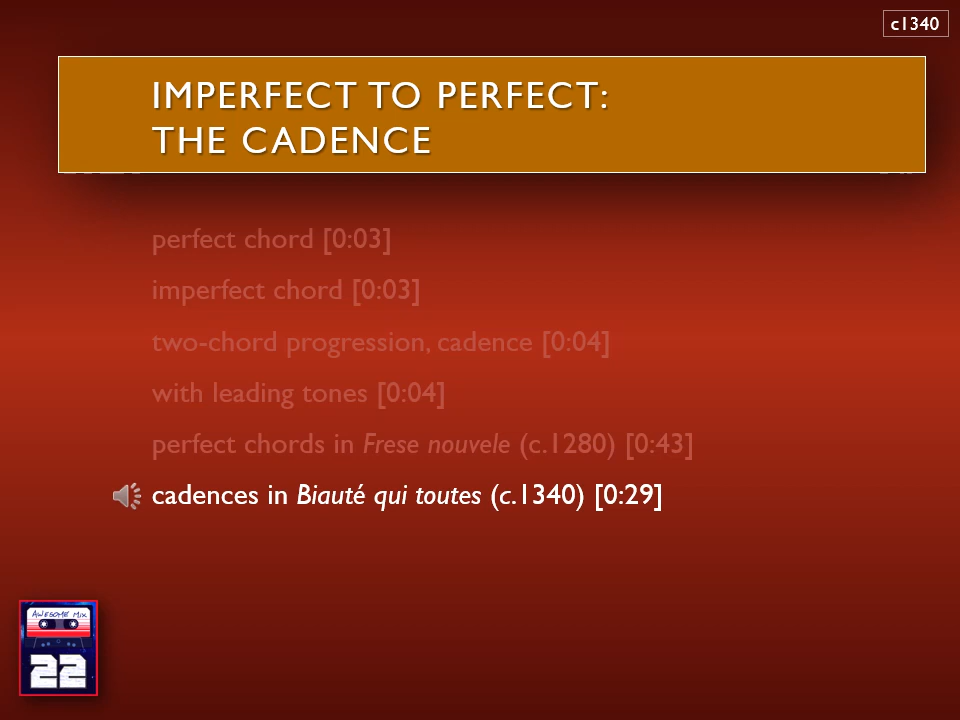 c1340
IMPERFECT TO PERFECT:
THE CADENCE
perfect chord [0:03]
imperfect chord [0:03]
two-chord progression, cadence [0:04]
with leading tones [0:04]
perfect chords in Frese nouvele (c.1280) [0:43]
cadences in Biauté qui toutes (c.1340) [0:29]
AWESOME MIX
22